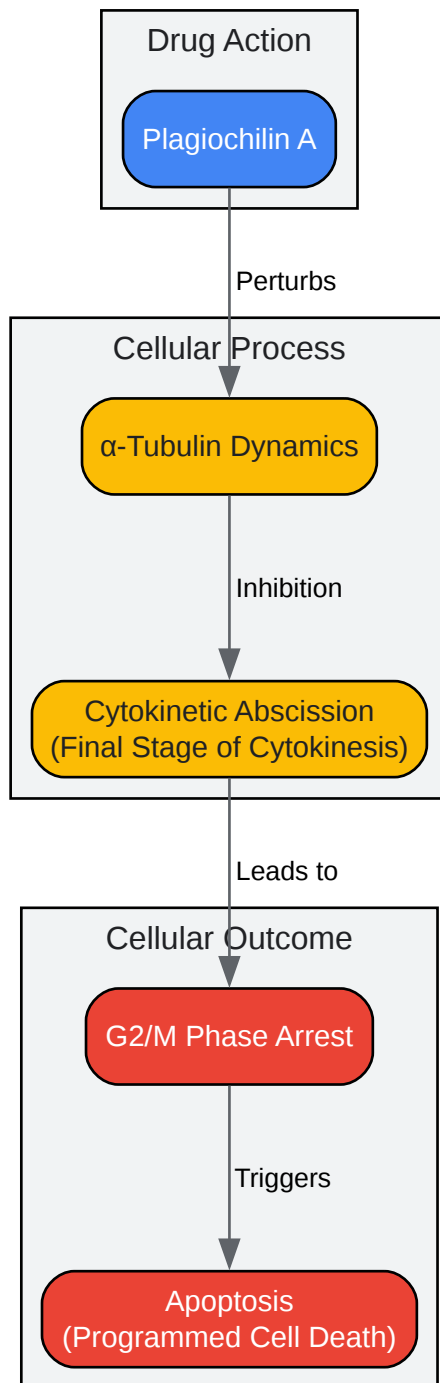 Drug Action
Plagiochilin A
Perturbs
Cellular Process
α-Tubulin Dynamics
Inhibition
Cytokinetic Abscission
(Final Stage of Cytokinesis)
Leads to
Cellular Outcome
G2/M Phase Arrest
Triggers
Apoptosis
(Programmed Cell Death)